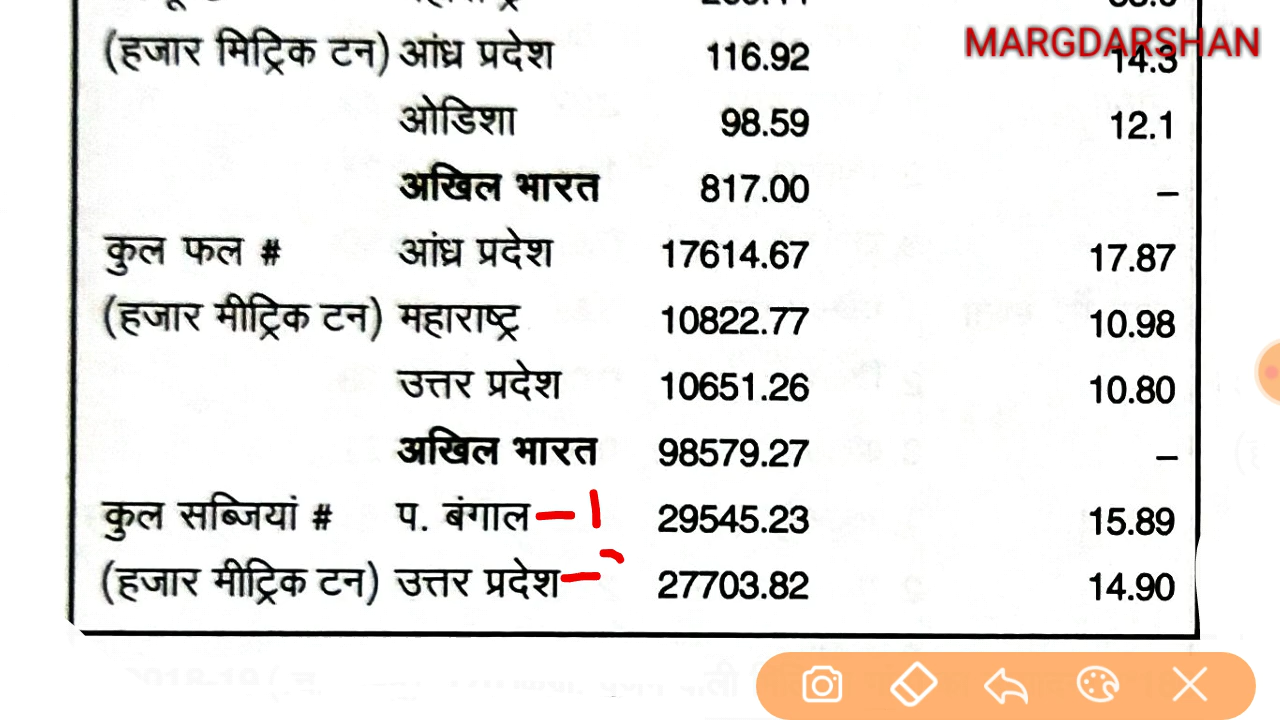 MARGDARSHAN
(हजार मिट्रिक टन) आंध्र प्रदेश 116.92 14.3
ओडिशा 98.59 12.1
अखिल भारत 817.00 –
कुल फल # आंध्र प्रदेश 17614.67 17.87
(हजार मीट्रिक टन) महाराष्ट्र 10822.77 10.98
उत्तर प्रदेश 10651.26 10.80
अखिल भारत 98579.27 –
कुल सब्जियां # प. बंगाल – 1 29545.23 15.89
(हजार मीट्रिक टन) उत्तर प्रदेश – 27703.82 14.90